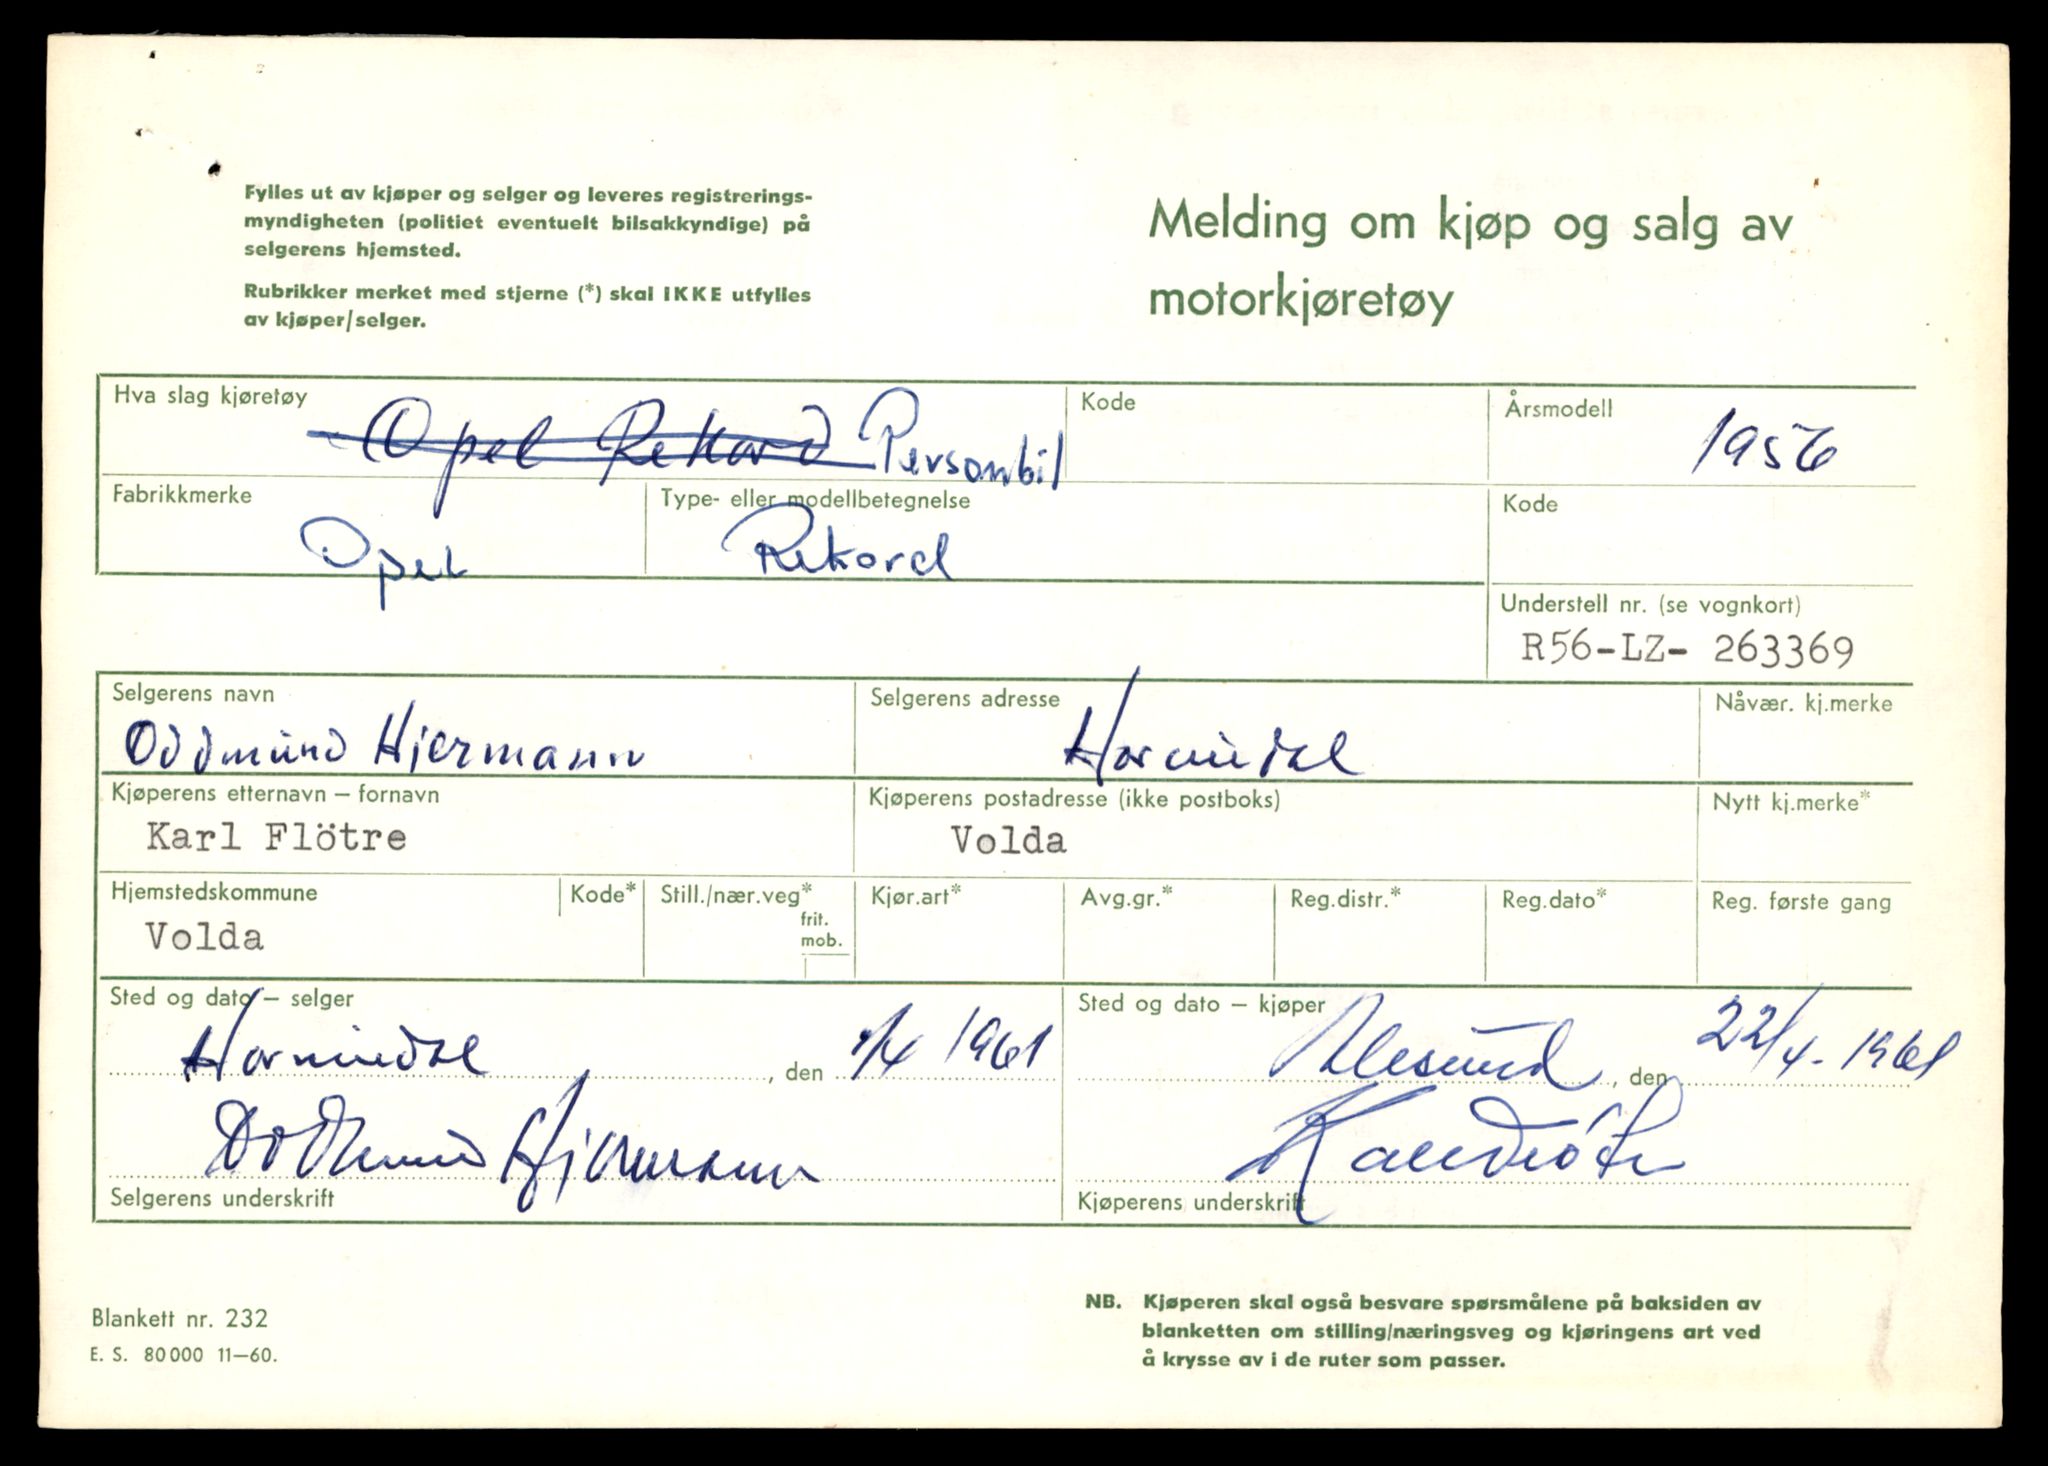 Fylles ut av kjøper og selger og leveres registrerings-
myndigheten (politiet eventuelt bilsakkyndige) på
selgerens hjemsted.
Rubrikker merket med stjerne (*) skal IKKE utfylles
av kjøper/selger.
Melding om kjøp og salg av
motorkjøretøy
Hva slag kjøretøy
Opel Rekord Personbil
Kode
Årsmodell
1956
Fabrikkmerke
Opel
Type- eller modellbetegnelse
Rekord
Kode
Understell nr. (se vognkort)
R56-LZ- 263369
Selgerens navn
Oddmund Hjermann
Selgerens adresse
Hornindal
Nåvær. kj.merke
Kjøperens etternavn – fornavn
Karl Flötre
Kjøperens postadresse (ikke postboks)
Volda
Nytt kj.merke*
Hjemstedskommune
Volda
Kode*
Still./nær.veg*
frit.
mob.
Kjør.art*
Avg.gr.*
Reg.distr.*
Reg.dato*
Reg. første gang
Sted og dato – selger
Hornindal, den 1/4 1961
Oddmund Hjermann
Selgerens underskrift
Sted og dato – kjøper
Ålesund, den 22/4-1961
Kjøperens underskrift
Blankett nr. 232
E. S. 80000 11–60.
NB. Kjøperen skal også besvare spørsmålene på baksiden av
blanketten om stilling/næringsveg og kjøringens art ved
å krysse av i de ruter som passer.